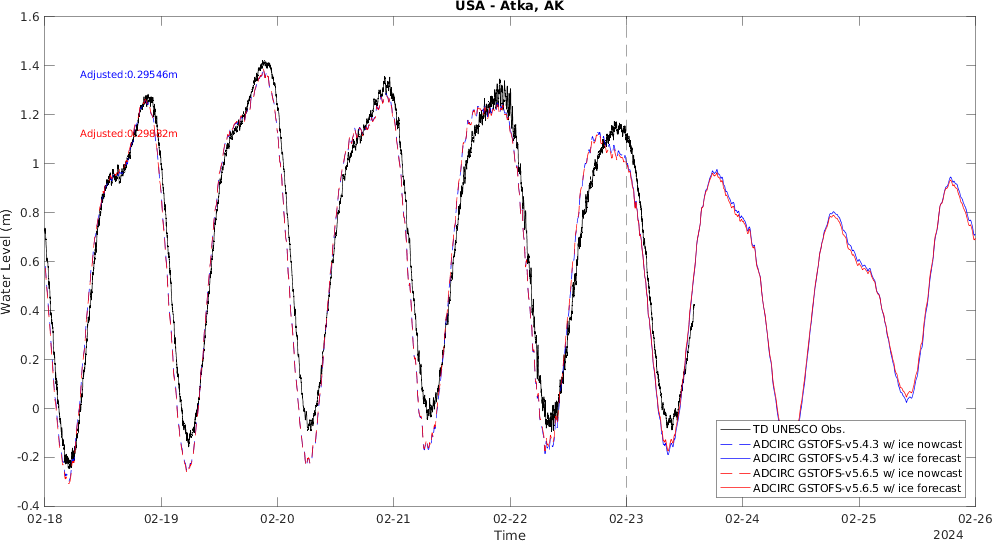 USA - Atka, AK
1.6
1.4
1.2
1
0.8
0.6
0.4
0.2
0
-0.2
-0.4
Water Level (m)
Adjusted:0.29546m
Adjusted:0.29882m
TD UNESCO Obs.
ADCIRC GSTOFS-v5.4.3 w/ ice nowcast
ADCIRC GSTOFS-v5.4.3 w/ ice forecast
ADCIRC GSTOFS-v5.6.5 w/ ice nowcast
ADCIRC GSTOFS-v5.6.5 w/ ice forecast
02-18 02-19 02-20 02-21 02-22 02-23 02-24 02-25 02-26
Time
2024